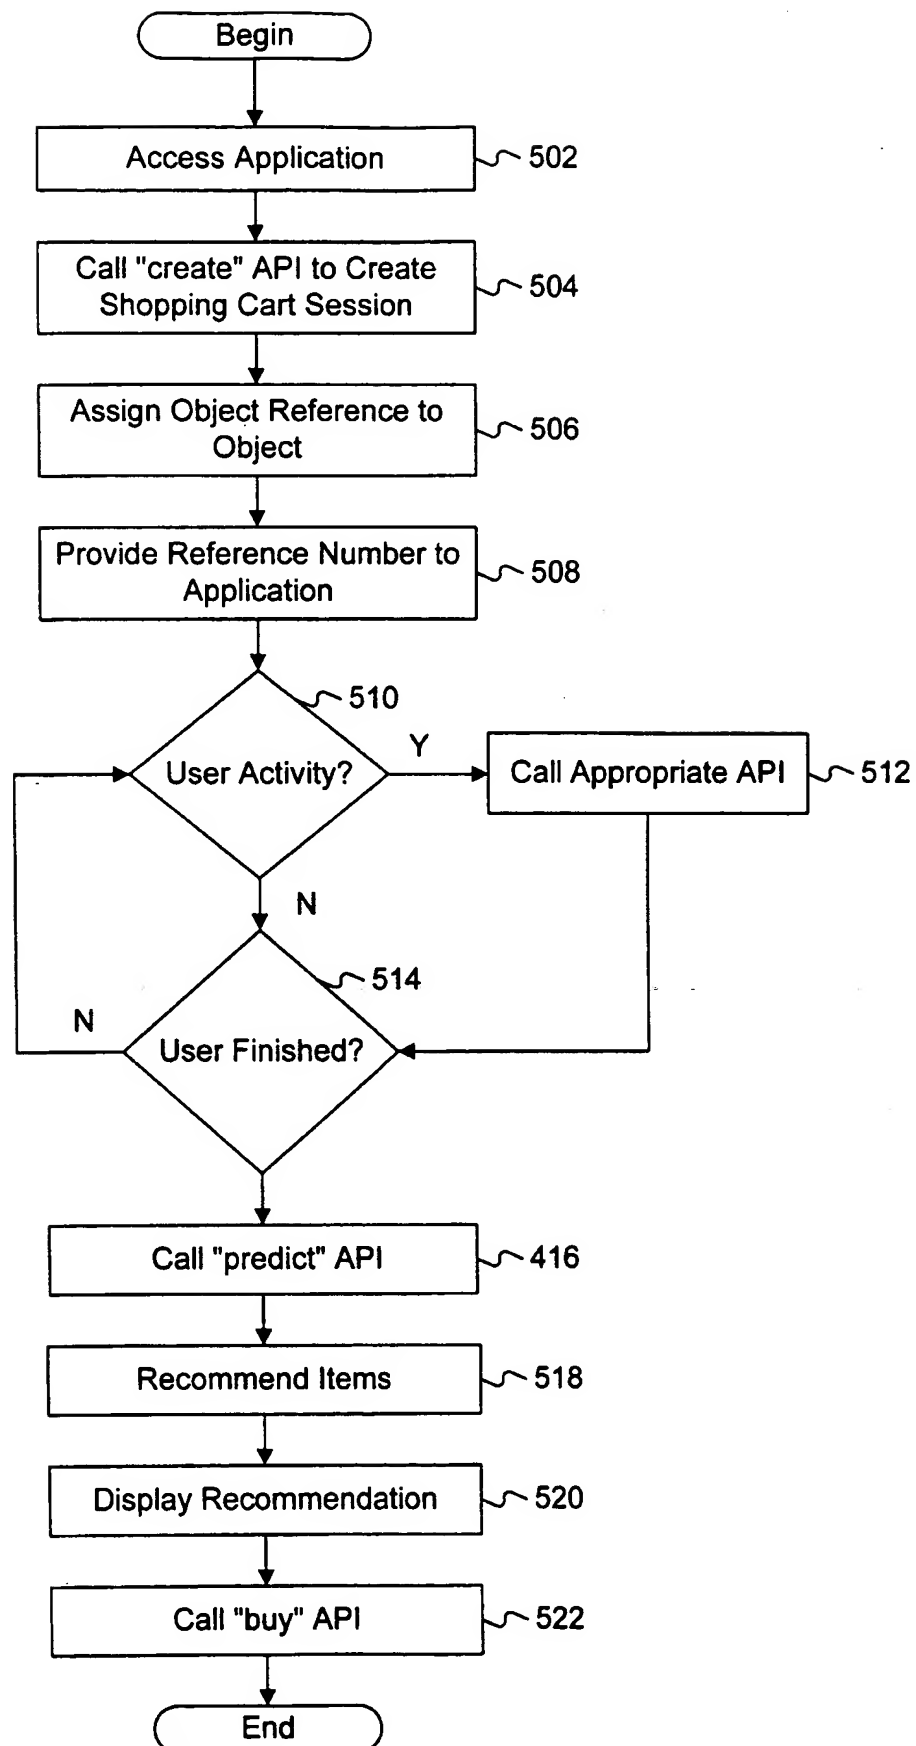 Begin
Access Application
502
Call "create" API to Create
Shopping Cart Session
504
Assign Object Reference to
Object
506
Provide Reference Number to
Application
508
510
User Activity?
Y
Call Appropriate API
512
N
514
User Finished?
N
Call "predict" API
416
Recommend Items
518
Display Recommendation
520
Call "buy" API
522
End